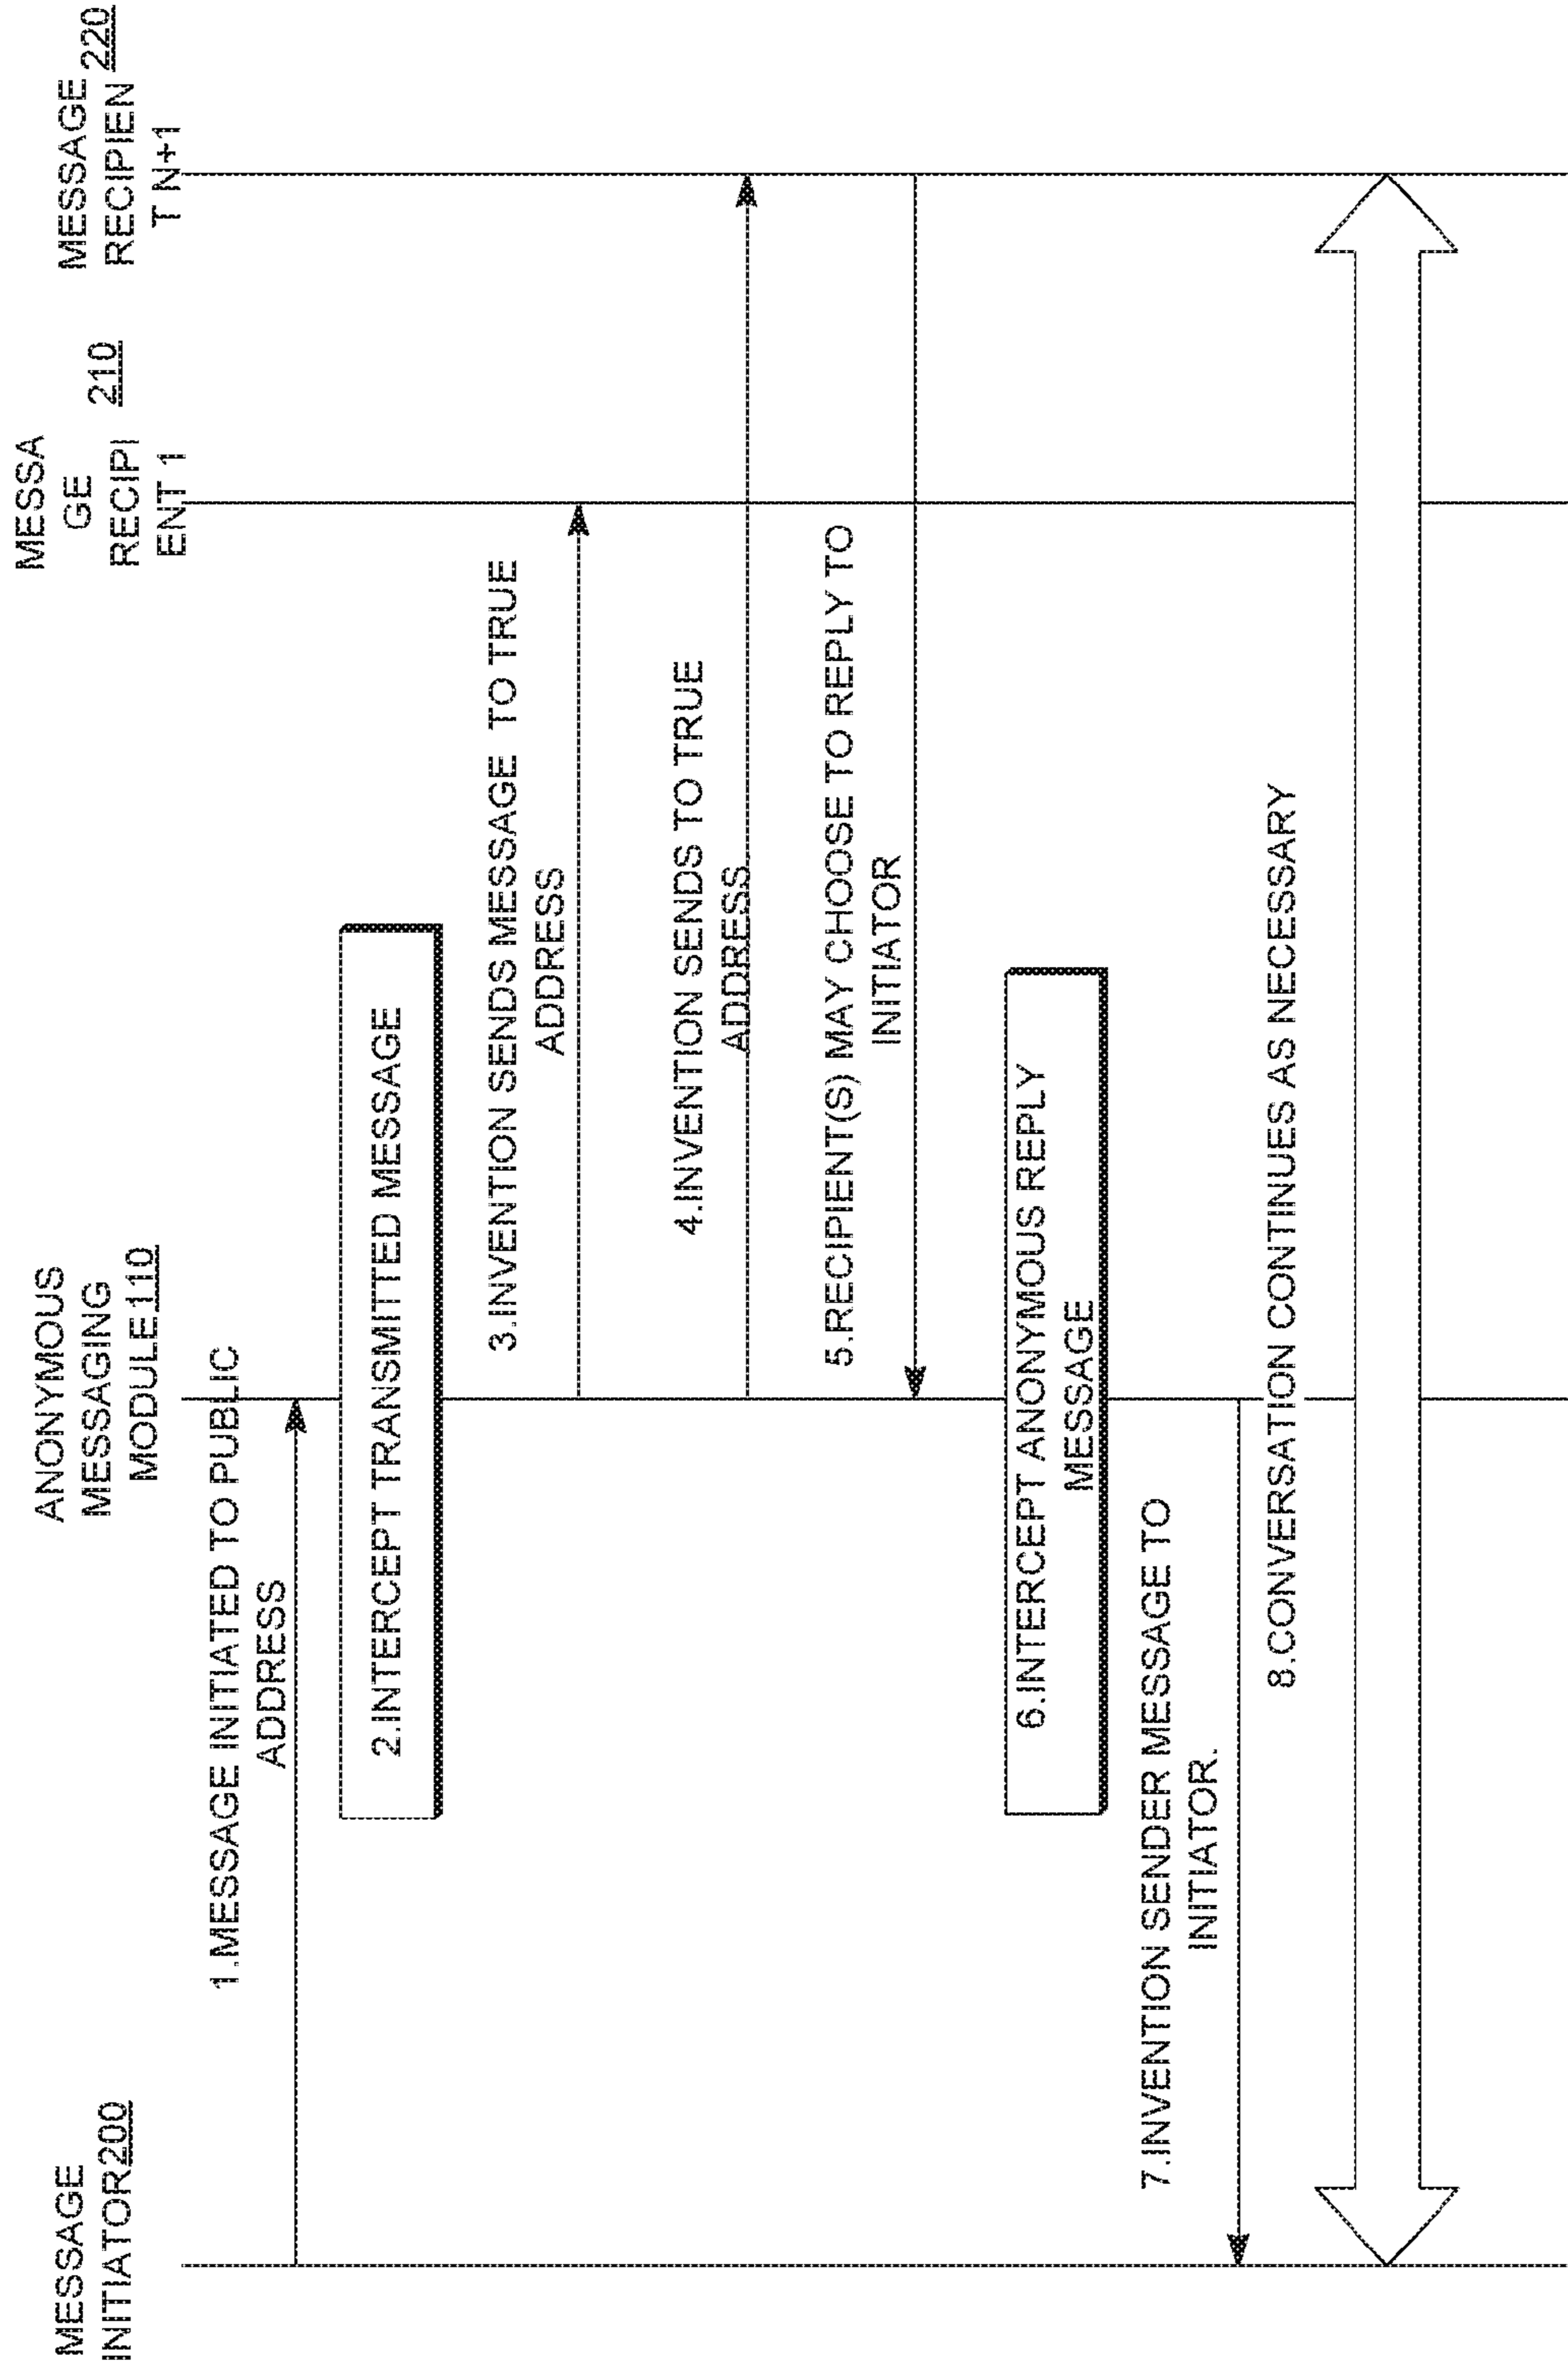 MESSAGE
INITIATOR 200
ANONYMOUS
MESSAGING
MODULE 110
MESSA
GE
RECIPI 210
ENT 1
MESSAGE
RECIPIEN 220
T N+1
1.MESSAGE INITIATED TO PUBLIC
ADDRESS
2.INTERCEPT TRANSMITTED MESSAGE
3.INVENTION SENDS MESSAGE TO TRUE
ADDRESS
4.INVENTION SENDS TO TRUE
ADDRESS
5.RECIPIENT(S) MAY CHOOSE TO REPLY TO
INITIATOR
6.INTERCEPT ANONYMOUS REPLY
MESSAGE
7.INVENTION SENDER MESSAGE TO
INITIATOR.
8.CONVERSATION CONTINUES AS NECESSARY